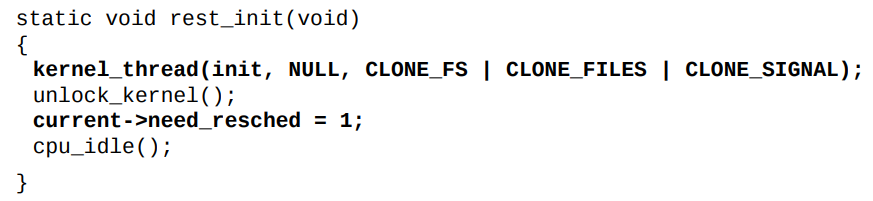 static void rest_init(void)
{
kernel_thread(init, NULL, CLONE_FS | CLONE_FILES | CLONE_SIGNAL);
unlock_kernel();
current->need_resched = 1;
cpu_idle();
}